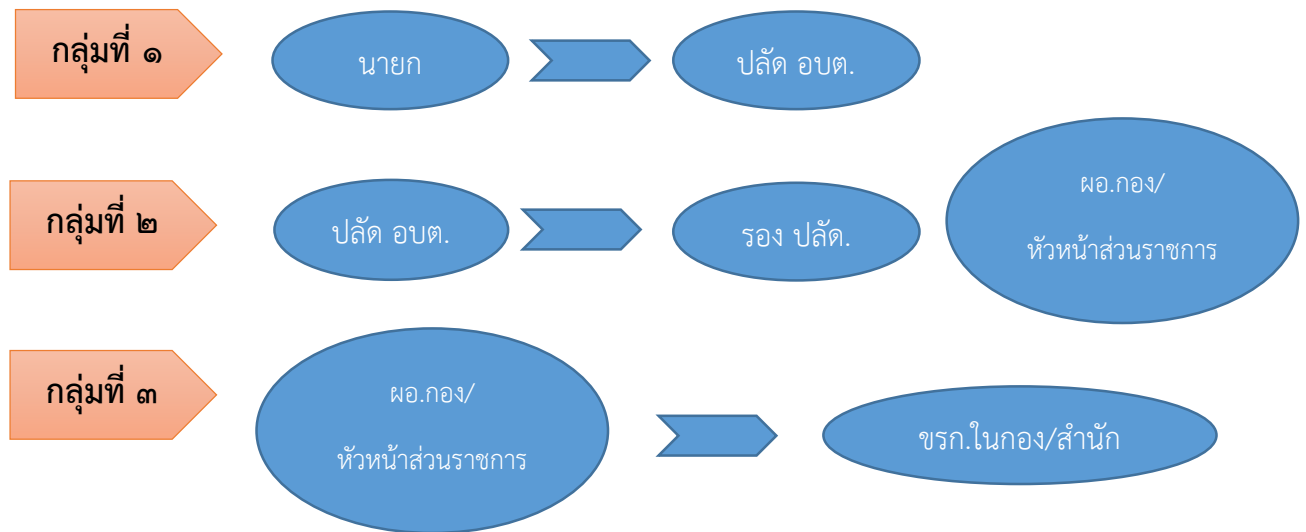 กลุ่มที่ ๑
นายก
ปลัด อบต.
กลุ่มที่ ๒
ปลัด อบต.
รอง ปลัด.
ผอ.กอง/
หัวหน้าส่วนราชการ
กลุ่มที่ ๓
ผอ.กอง/
หัวหน้าส่วนราชการ
ขรก.ในกอง/สำนัก